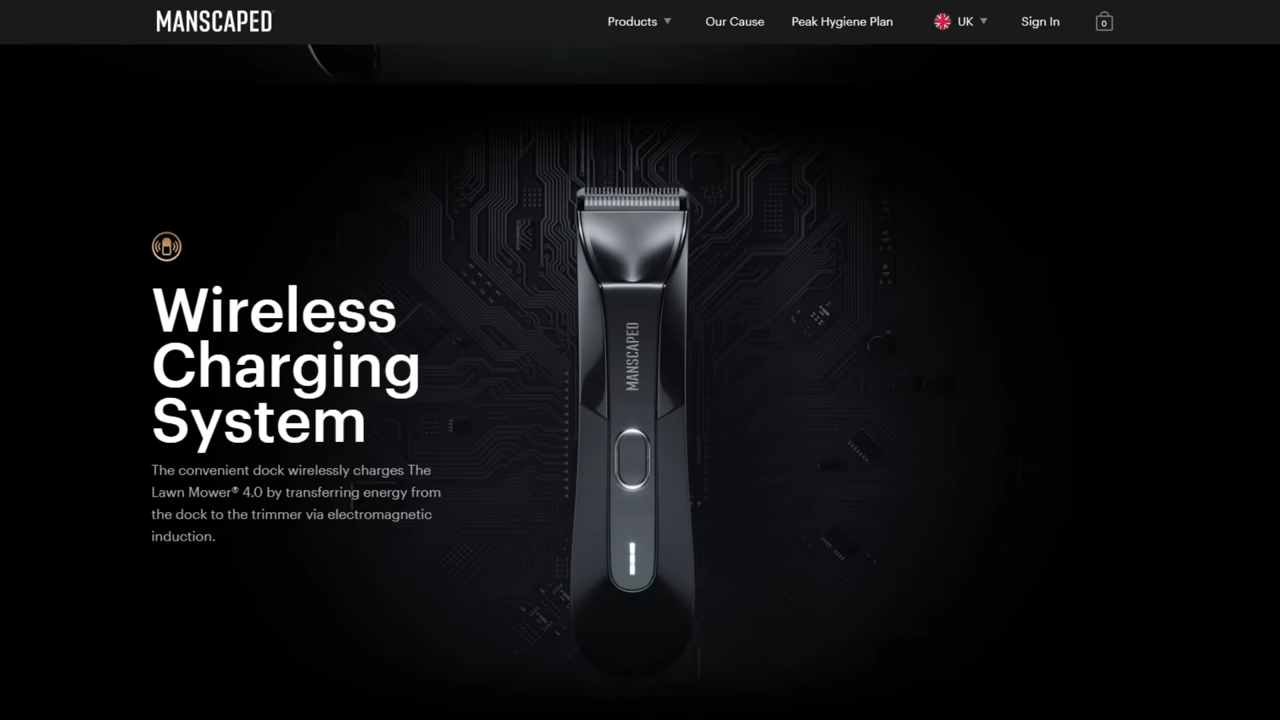 MANSCAPED
Products
Our Cause
Peak Hygiene Plan
UK
Sign In
0
MANSCAPED
Wireless
Charging
System
The convenient dock wirelessly charges The
Lawn Mower® 4.0 by transferring energy from
the dock to the trimmer via electromagnetic
induction.